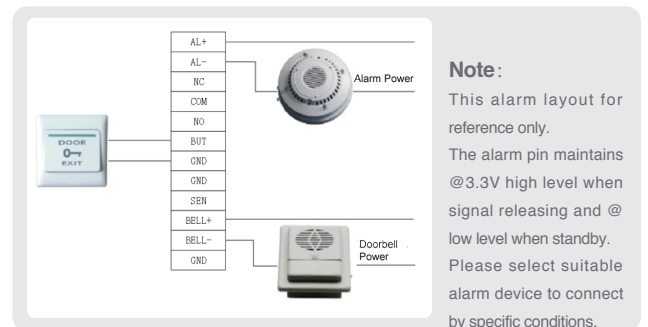 AL+
AL-
NC
COM
NO
BUT
GND
GND
SEN
BELL+
BELL-
GND
DOOR
EXIT
Alarm Power
Doorbell
Power
Note:
This alarm layout for
reference only.
The alarm pin maintains
@3.3V high level when
signal releasing and @
low level when standby.
Please select suitable
alarm device to connect
by specific conditions.